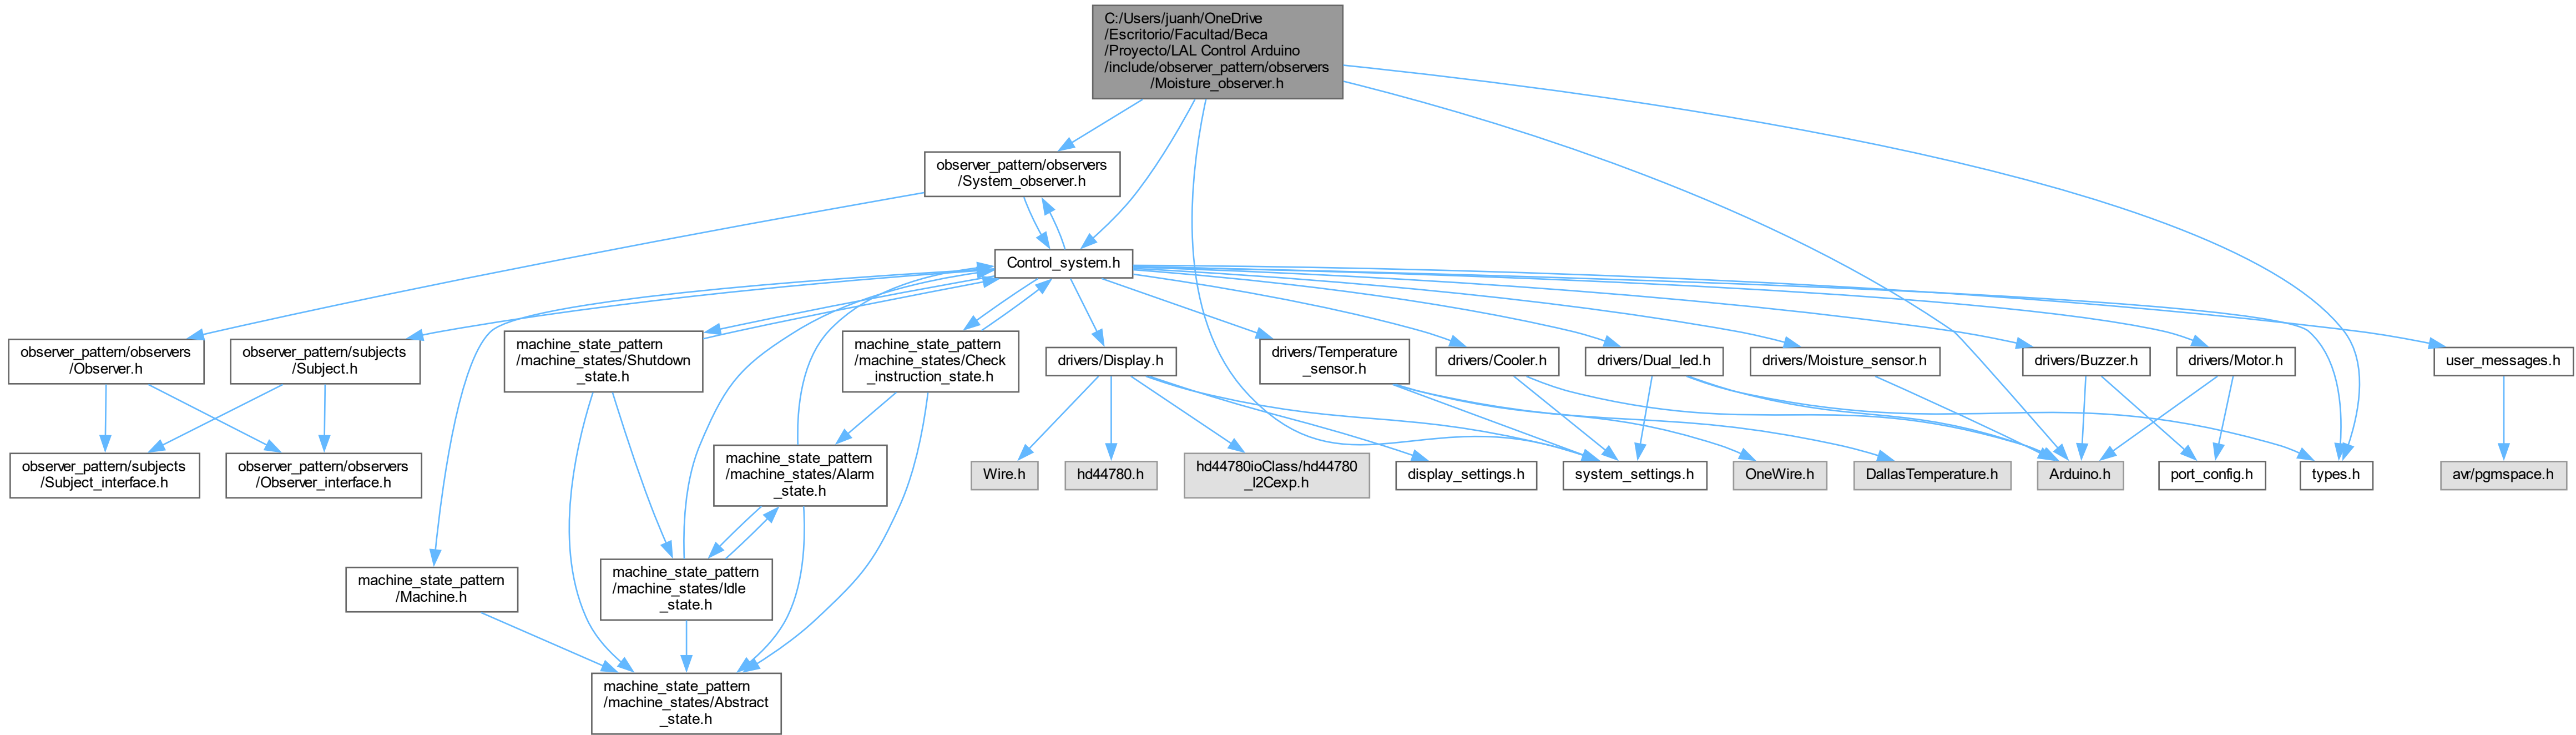 C:/Users/juanh/OneDrive
/Escritorio/Facultad/Beca
/Proyecto/LAL Control Arduino
/include/observer_pattern/observers
/Moisture_observer.h
observer_pattern/observers
/System_observer.h
Control_system.h
observer_pattern/observers
/Observer.h
observer_pattern/subjects
/Subject.h
machine_state_pattern
/machine_states/Shutdown
_state.h
machine_state_pattern
/machine_states/Check
_instruction_state.h
drivers/Display.h
drivers/Temperature
_sensor.h
drivers/Cooler.h
drivers/Dual_led.h
drivers/Moisture_sensor.h
drivers/Buzzer.h
drivers/Motor.h
user_messages.h
observer_pattern/subjects
/Subject_interface.h
observer_pattern/observers
/Observer_interface.h
machine_state_pattern
/machine_states/Alarm
_state.h
Wire.h
hd44780.h
hd44780ioClass/hd44780
_I2Cexp.h
display_settings.h
system_settings.h
OneWire.h
DallasTemperature.h
Arduino.h
port_config.h
types.h
avr/pgmspace.h
machine_state_pattern
/Machine.h
machine_state_pattern
/machine_states/Idle
_state.h
machine_state_pattern
/machine_states/Abstract
_state.h